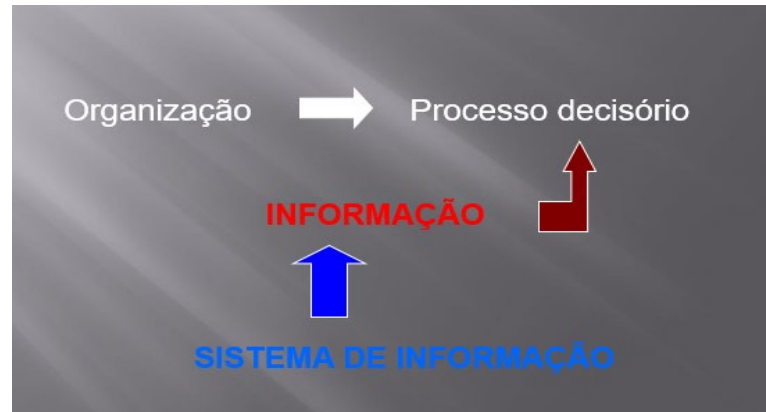 Organização Processo decisório
INFORMAÇÃO
SISTEMA DE INFORMAÇÃO